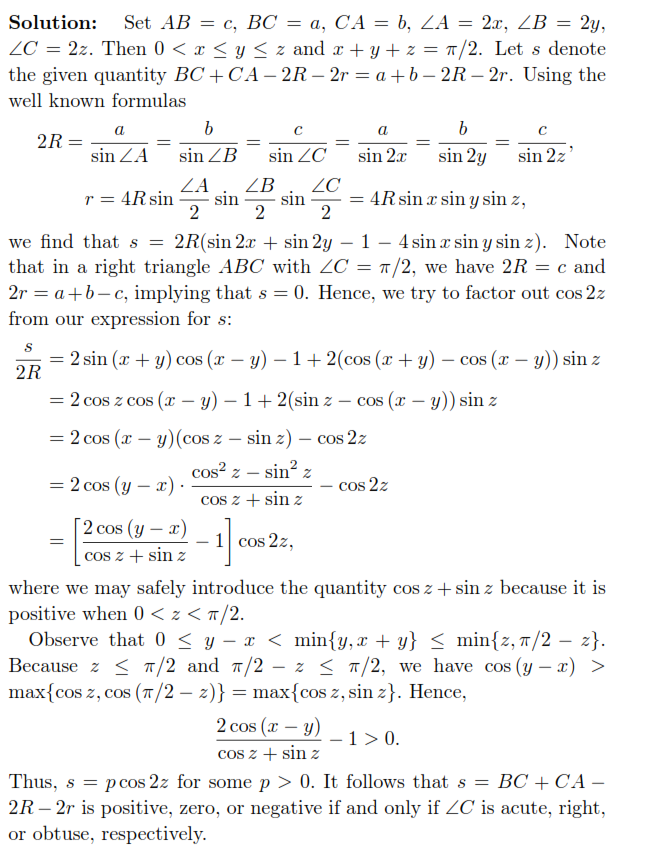 Solution: Set AB = c, BC = a, CA = b, ∠A = 2x, ∠B = 2y,
∠C = 2z. Then 0 < x ≤ y ≤ z and x + y + z = π/2. Let s denote
the given quantity BC + CA − 2R − 2r = a + b − 2R − 2r. Using the
well known formulas
2R = a/sin ∠A = b/sin ∠B = c/sin ∠C = a/sin 2x = b/sin 2y = c/sin 2z,
r = 4R sin ∠A/2 sin ∠B/2 sin ∠C/2 = 4R sin x sin y sin z,
we find that s = 2R(sin 2x + sin 2y − 1 − 4 sin x sin y sin z). Note
that in a right triangle ABC with ∠C = π/2, we have 2R = c and
2r = a + b − c, implying that s = 0. Hence, we try to factor out cos 2z
from our expression for s:
s/2R = 2 sin (x + y) cos (x − y) − 1 + 2(cos (x + y) − cos (x − y)) sin z
= 2 cos z cos (x − y) − 1 + 2(sin z − cos (x − y)) sin z
= 2 cos (x − y)(cos z − sin z) − cos 2z
= 2 cos (y − x) · (cos² z − sin² z)/(cos z + sin z) − cos 2z
= [2 cos (y − x)/(cos z + sin z) − 1] cos 2z,
where we may safely introduce the quantity cos z + sin z because it is
positive when 0 < z < π/2.
Observe that 0 ≤ y − x < min{y, x + y} ≤ min{z, π/2 − z}.
Because z ≤ π/2 and π/2 − z ≤ π/2, we have cos (y − x) >
max{cos z, cos (π/2 − z)} = max{cos z, sin z}. Hence,
2 cos (x − y)/(cos z + sin z) − 1 > 0.
Thus, s = p cos 2z for some p > 0. It follows that s = BC + CA −
2R − 2r is positive, zero, or negative if and only if ∠C is acute, right,
or obtuse, respectively.